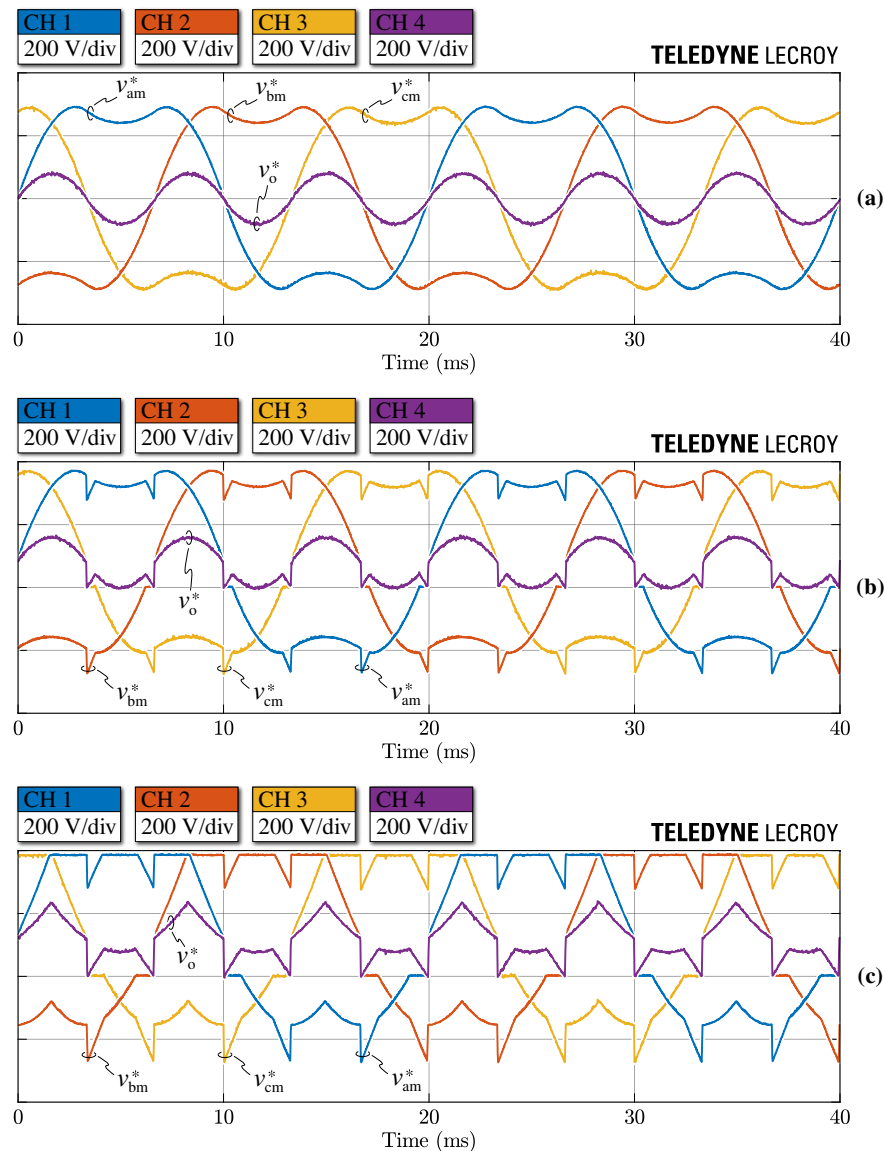 CH 1 CH 2 CH 3 CH 4
200 V/div 200 V/div 200 V/div 200 V/div
TELEDYNE LECROY
v*am v*bm v*cm
v*o
(a)
0 10 20 30 40
Time (ms)
CH 1 CH 2 CH 3 CH 4
200 V/div 200 V/div 200 V/div 200 V/div
TELEDYNE LECROY
v*o
(b)
v*bm v*cm v*am
0 10 20 30 40
Time (ms)
CH 1 CH 2 CH 3 CH 4
200 V/div 200 V/div 200 V/div 200 V/div
TELEDYNE LECROY
v*o
(c)
v*bm v*cm v*am
0 10 20 30 40
Time (ms)